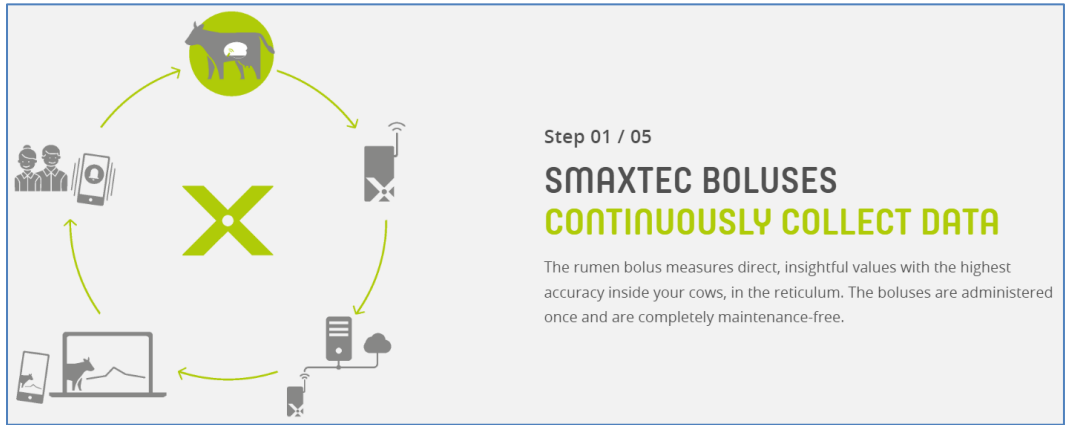 Step 01 / 05
SMAXTEC BOLUSES
CONTINUOUSLY COLLECT DATA
The rumen bolus measures direct, insightful values with the highest
accuracy inside your cows, in the reticulum. The boluses are administered
once and are completely maintenance-free.